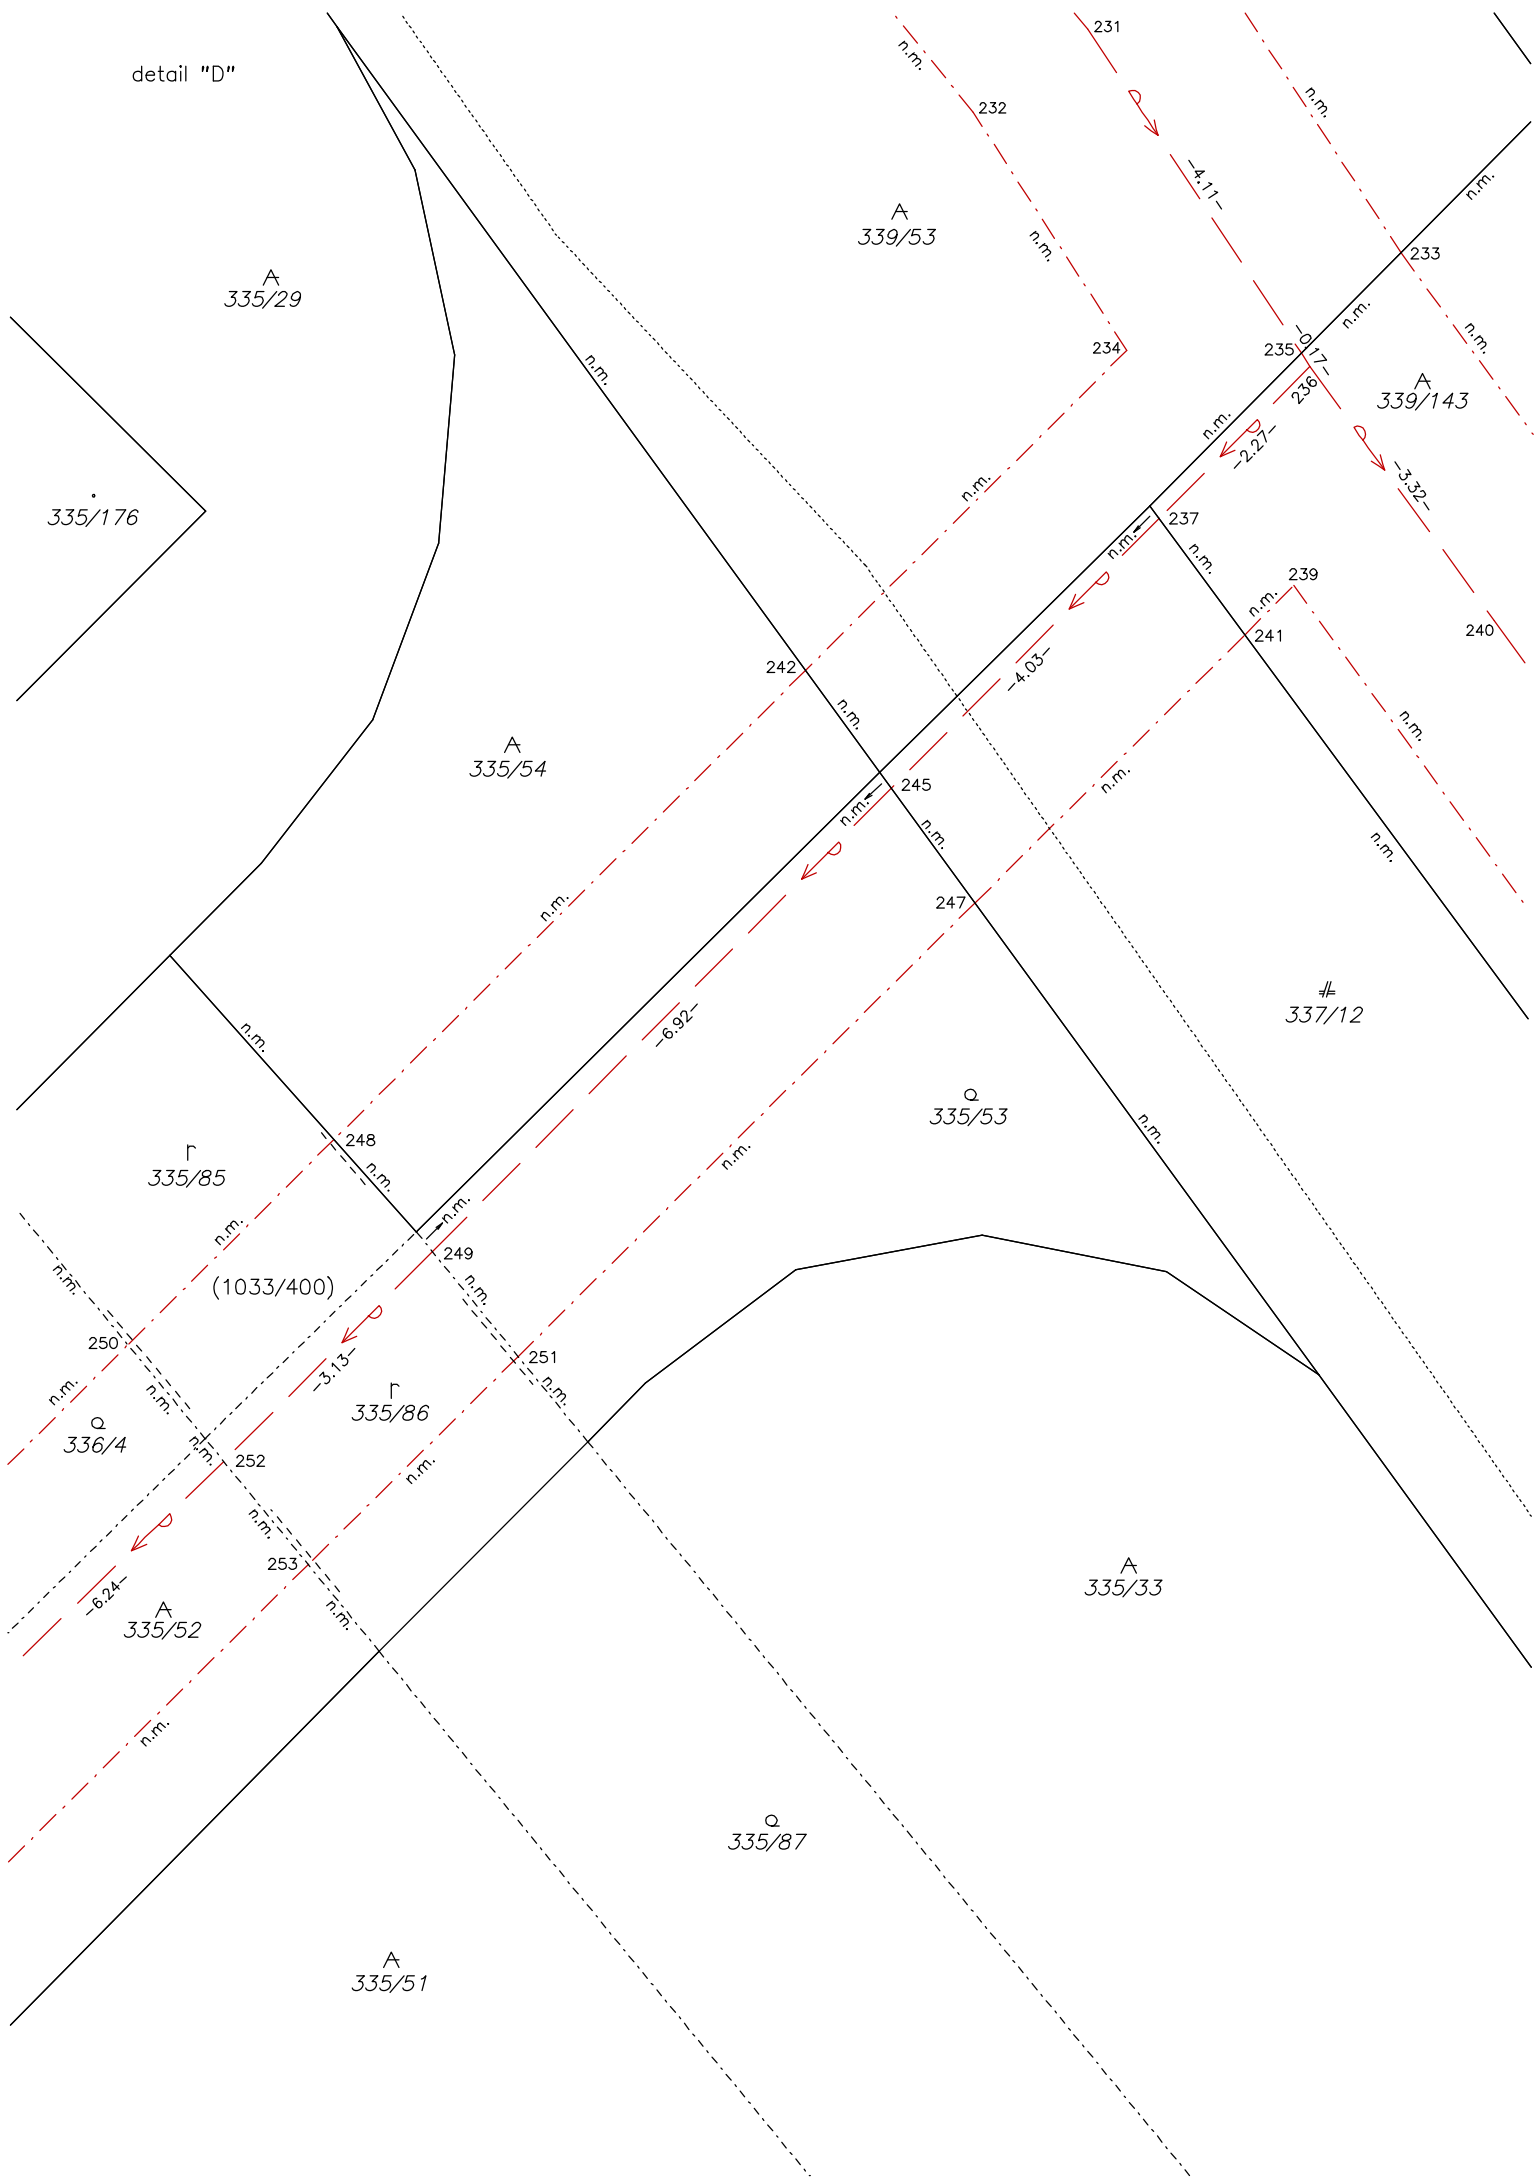 detail "D"
231
n.m.
232
n.m.
-4.11-
n.m.
339/53
n.m.
233
335/29
n.m.
n.m.
n.m.
234
235
-0.17-
236
339/143
n.m.
n.m.
-2.27-
n.m.
-3.32-
335/176
237
n.m.
n.m.
239
n.m.
240
241
242
-4.03-
n.m.
n.m.
335/54
n.m.
245
n.m.
n.m.
n.m.
247
n.m.
337/12
-6.92-
n.m.
335/53
n.m.
248
n.m.
n.m.
335/85
n.m.
n.m.
249
n.m.
n.m.
(1033/400)
250
251
-3.13-
n.m.
n.m.
n.m.
335/86
336/4
n.m.
252
n.m.
n.m.
253
335/33
-6.24-
n.m.
335/52
n.m.
335/87
335/51